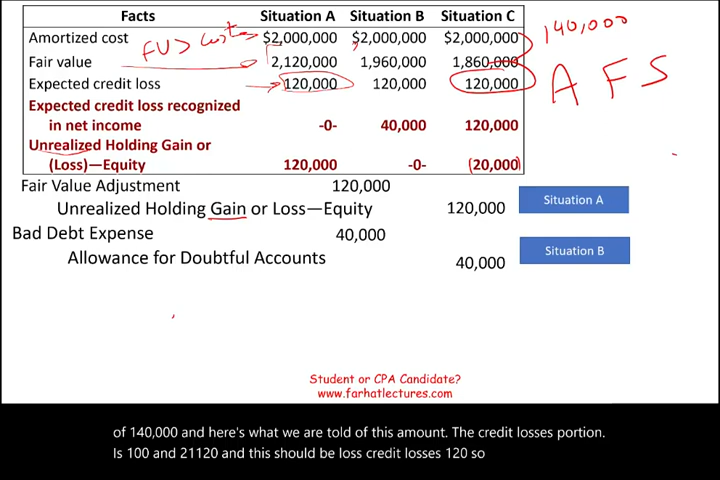 Facts Situation A Situation B Situation C
Amortized cost $2,000,000 $2,000,000 $2,000,000
FV > cost
140,000
Fair value 2,120,000 1,960,000 1,860,000
AFS
Expected credit loss 120,000 120,000 120,000
Expected credit loss recognized
in net income -0- 40,000 120,000
Unrealized Holding Gain or
(Loss)—Equity 120,000 -0- (20,000)
Fair Value Adjustment 120,000
Unrealized Holding Gain or Loss—Equity 120,000 Situation A
Bad Debt Expense 40,000
Allowance for Doubtful Accounts 40,000 Situation B
Student or CPA Candidate?
www.farhatlectures.com
of 140,000 and here's what we are told of this amount. The credit losses portion.
Is 100 and 21120 and this should be loss credit losses 120 so